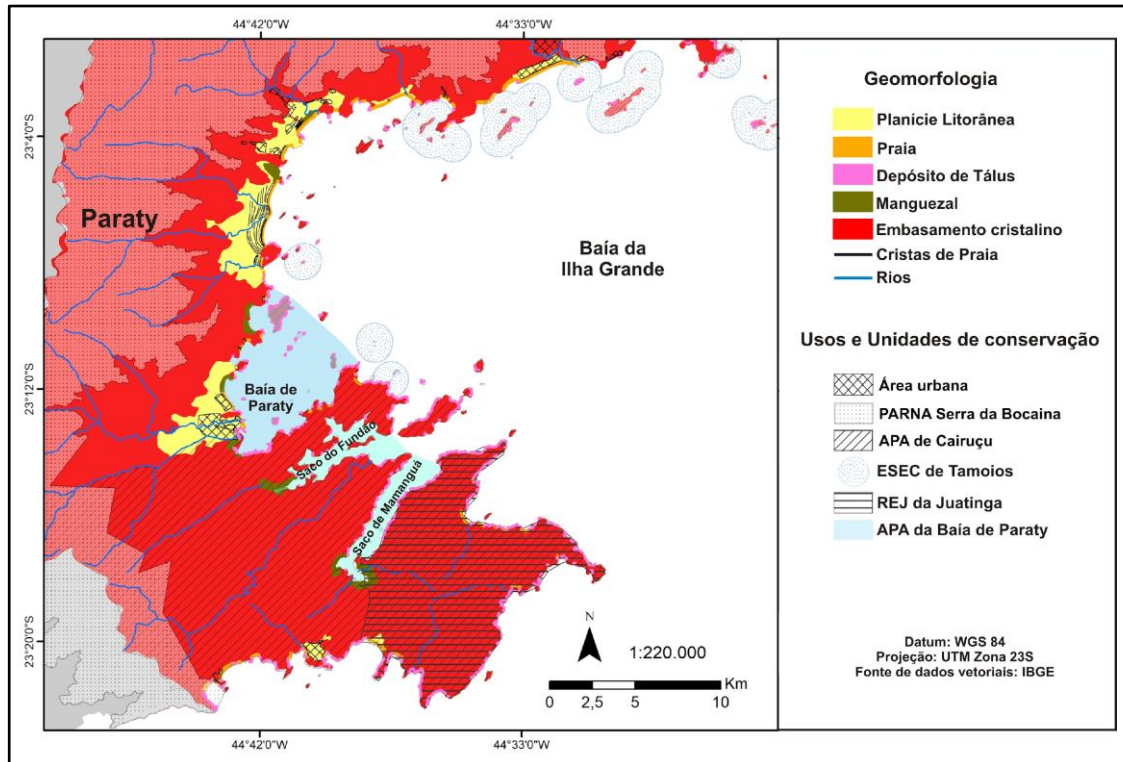 44°42'0"W
44°33'0"W
23°4'0"S
23°12'0"S
23°20'0"S
Paraty
Baía da
Ilha Grande
Baía de
Paraty
Saco do Fundão
Saco de Mamanguá
N
1:220.000
Km
0 2,5 5 10
44°42'0"W
44°33'0"W
Geomorfologia
Planicie Litorânea
Praia
Depósito de Tálus
Manguezal
Embasamento cristalino
Cristas de Praia
Rios
Usos e Unidades de conservação
Área urbana
PARNA Serra da Bocaina
APA de Cairuçu
ESEC de Tamoios
REJ da Juatinga
APA da Baía de Paraty
Datum: WGS 84
Projeção: UTM Zona 23S
Fonte de dados vetoriais: IBGE